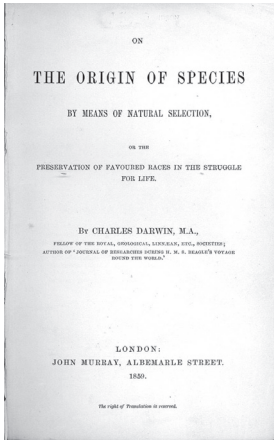 ON
THE ORIGIN OF SPECIES
BY MEANS OF NATURAL SELECTION,
OR THE
PRESERVATION OF FAVOURED RACES IN THE STRUGGLE
FOR LIFE.
BY CHARLES DARWIN, M.A.,
FELLOW OF THE ROYAL, GEOLOGICAL, LINNÆAN, ETC., SOCIETIES;
AUTHOR OF 'JOURNAL OF RESEARCHES DURING H. M. S. BEAGLE'S VOYAGE
ROUND THE WORLD.'
LONDON:
JOHN MURRAY, ALBEMARLE STREET.
1859.
The right of Translation is reserved.